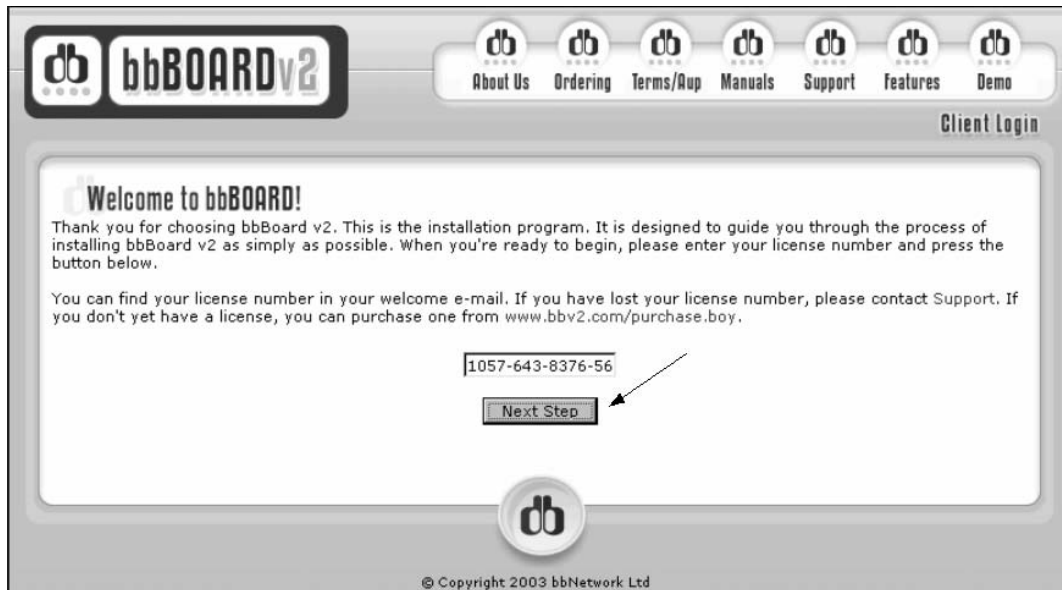 bbBOARDv2
About Us Ordering Terms/Aup Manuals Support Features Demo
Client Login
Welcome to bbBOARD!
Thank you for choosing bbBoard v2. This is the installation program. It is designed to guide you through the process of
installing bbBoard v2 as simply as possible. When you're ready to begin, please enter your license number and press the
button below.
You can find your license number in your welcome e-mail. If you have lost your license number, please contact Support. If
you don't yet have a license, you can purchase one from www.bbv2.com/purchase.boy.
1057-643-8376-56
Next Step
© Copyright 2003 bbNetwork Ltd